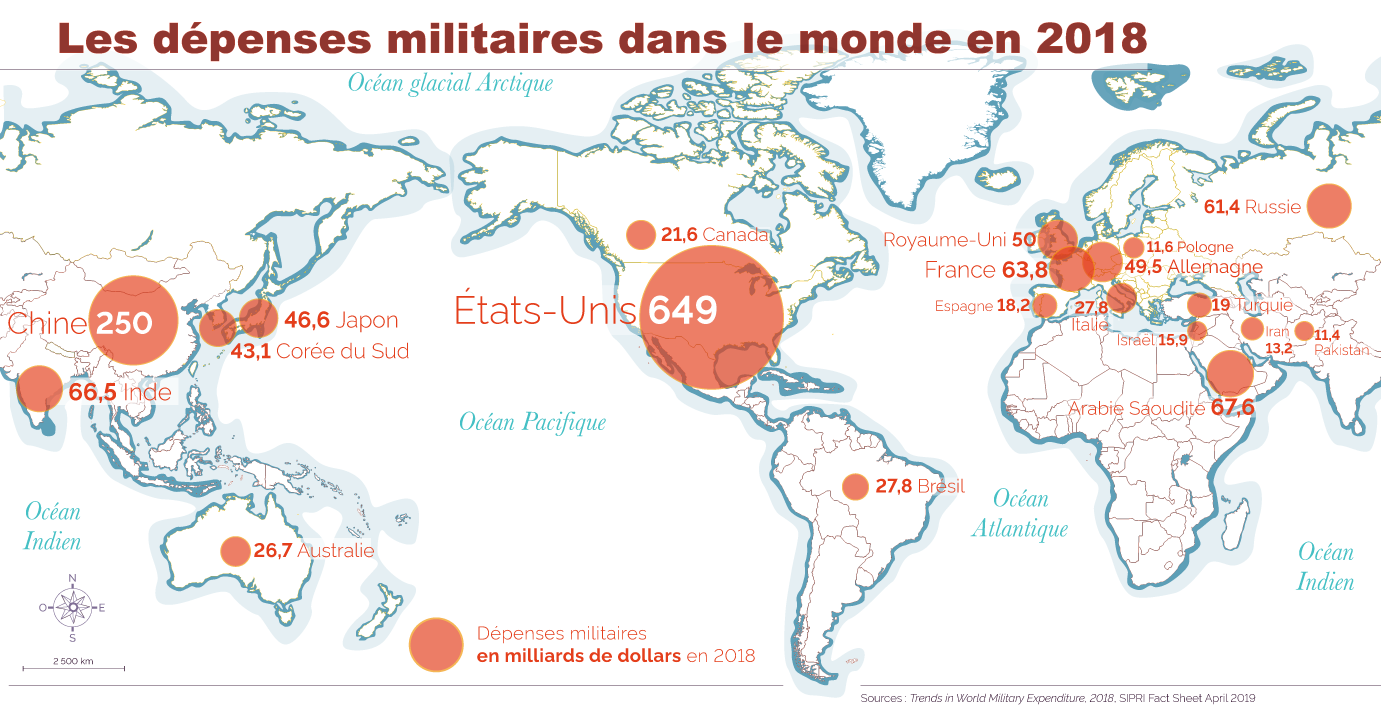 Les dépenses militaires dans le monde en 2018
Océan glacial Arctique
61,4 Russie
21,6 Canada
Royaume-Uni 50
11,6 Pologne
France 63,8
49,5 Allemagne
Espagne 18,2
27,8
Italie
19 Turquie
États-Unis 649
Chine 250
46,6 Japon
43,1 Corée du Sud
Israël 15,9
Iran
13,2
11,4
Pakistan
66,5 Inde
Arabie Saoudite 67,6
Océan Pacifique
27,8 Brésil
Océan
Atlantique
Océan
Indien
26,7 Australie
Océan
Indien
N
O
E
S
2 500 km
Dépenses militaires
en milliards de dollars en 2018
Sources : Trends in World Military Expenditure, 2018, SIPRI Fact Sheet April 2019